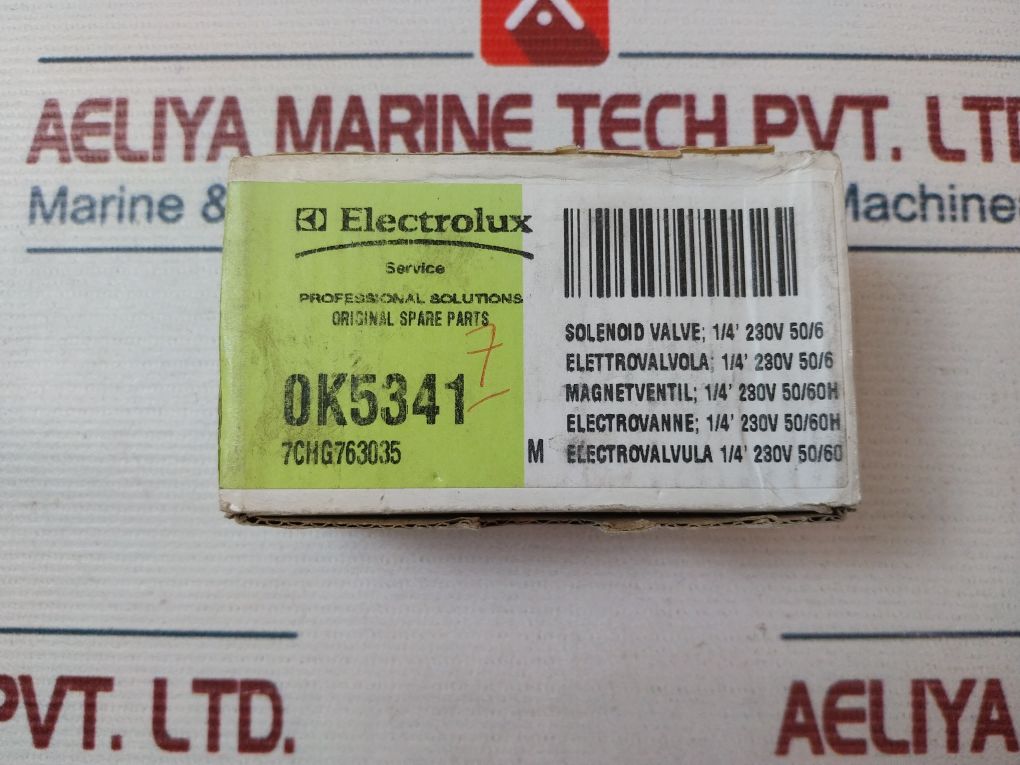 AELIYA MARINE TECH PVT. LTD
Marine &
Machine
Electrolux
Service
PROFESSIONAL SOLUTIONS
ORIGINAL SPARE PARTS
7
0K5341
7CHG763035
M
SOLENOID VALVE; 1/4' 230V 50/6
ELETTROVALVOLA; 1/4' 230V 50/6
MAGNETVENTIL; 1/4' 230V 50/60H
ELECTROVANNE; 1/4' 230V 50/60H
ELECTROVALVULA 1/4' 230V 50/60
PVT. LTD.
AELIYA